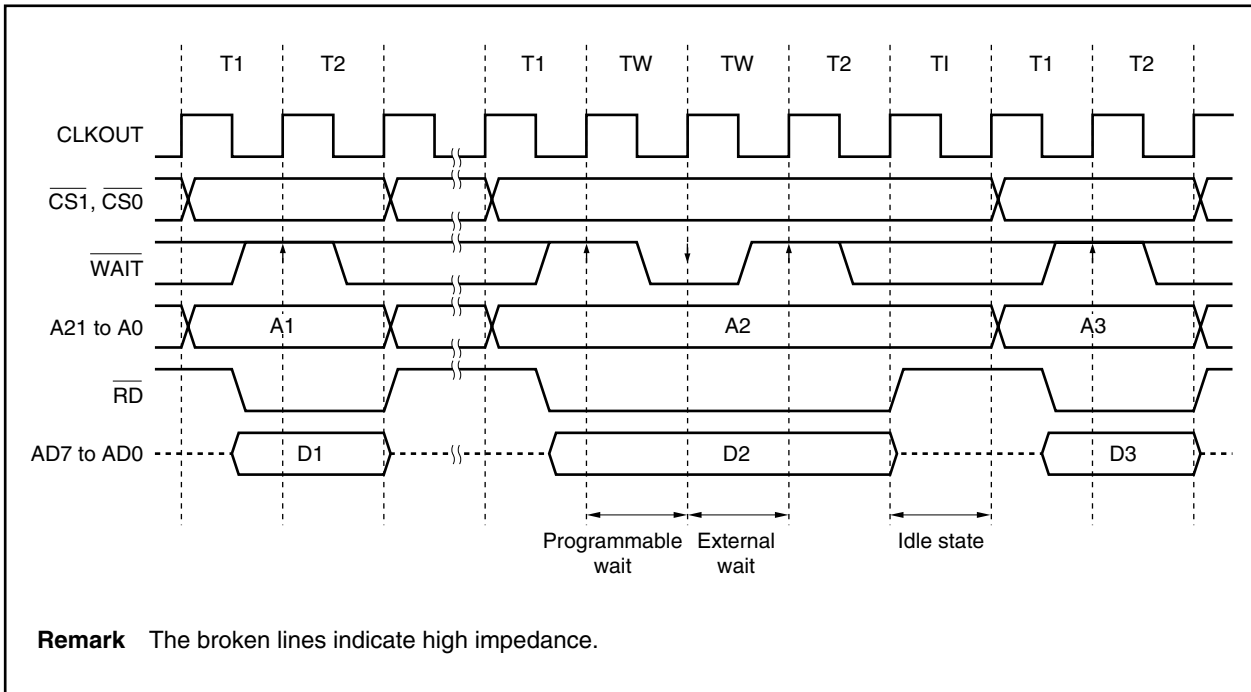 T1 T2 T1 TW TW T2 TI T1 T2
CLKOUT
CS1, CS0
WAIT
A21 to A0 A1 A2 A3
RD
AD7 to AD0 D1 D2 D3
Programmable wait
External wait
Idle state
Remark The broken lines indicate high impedance.